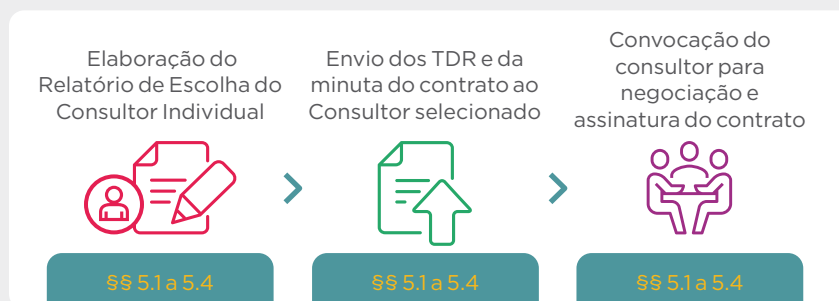 Elaboração do
Relatório de Escolha do
Consultor Individual
§§ 5.1 a 5.4
Envio dos TDR e da
minuta do contrato ao
Consultor selecionado
§§ 5.1 a 5.4
Convocação do
consultor para
negociação e
assinatura do contrato
§§ 5.1 a 5.4